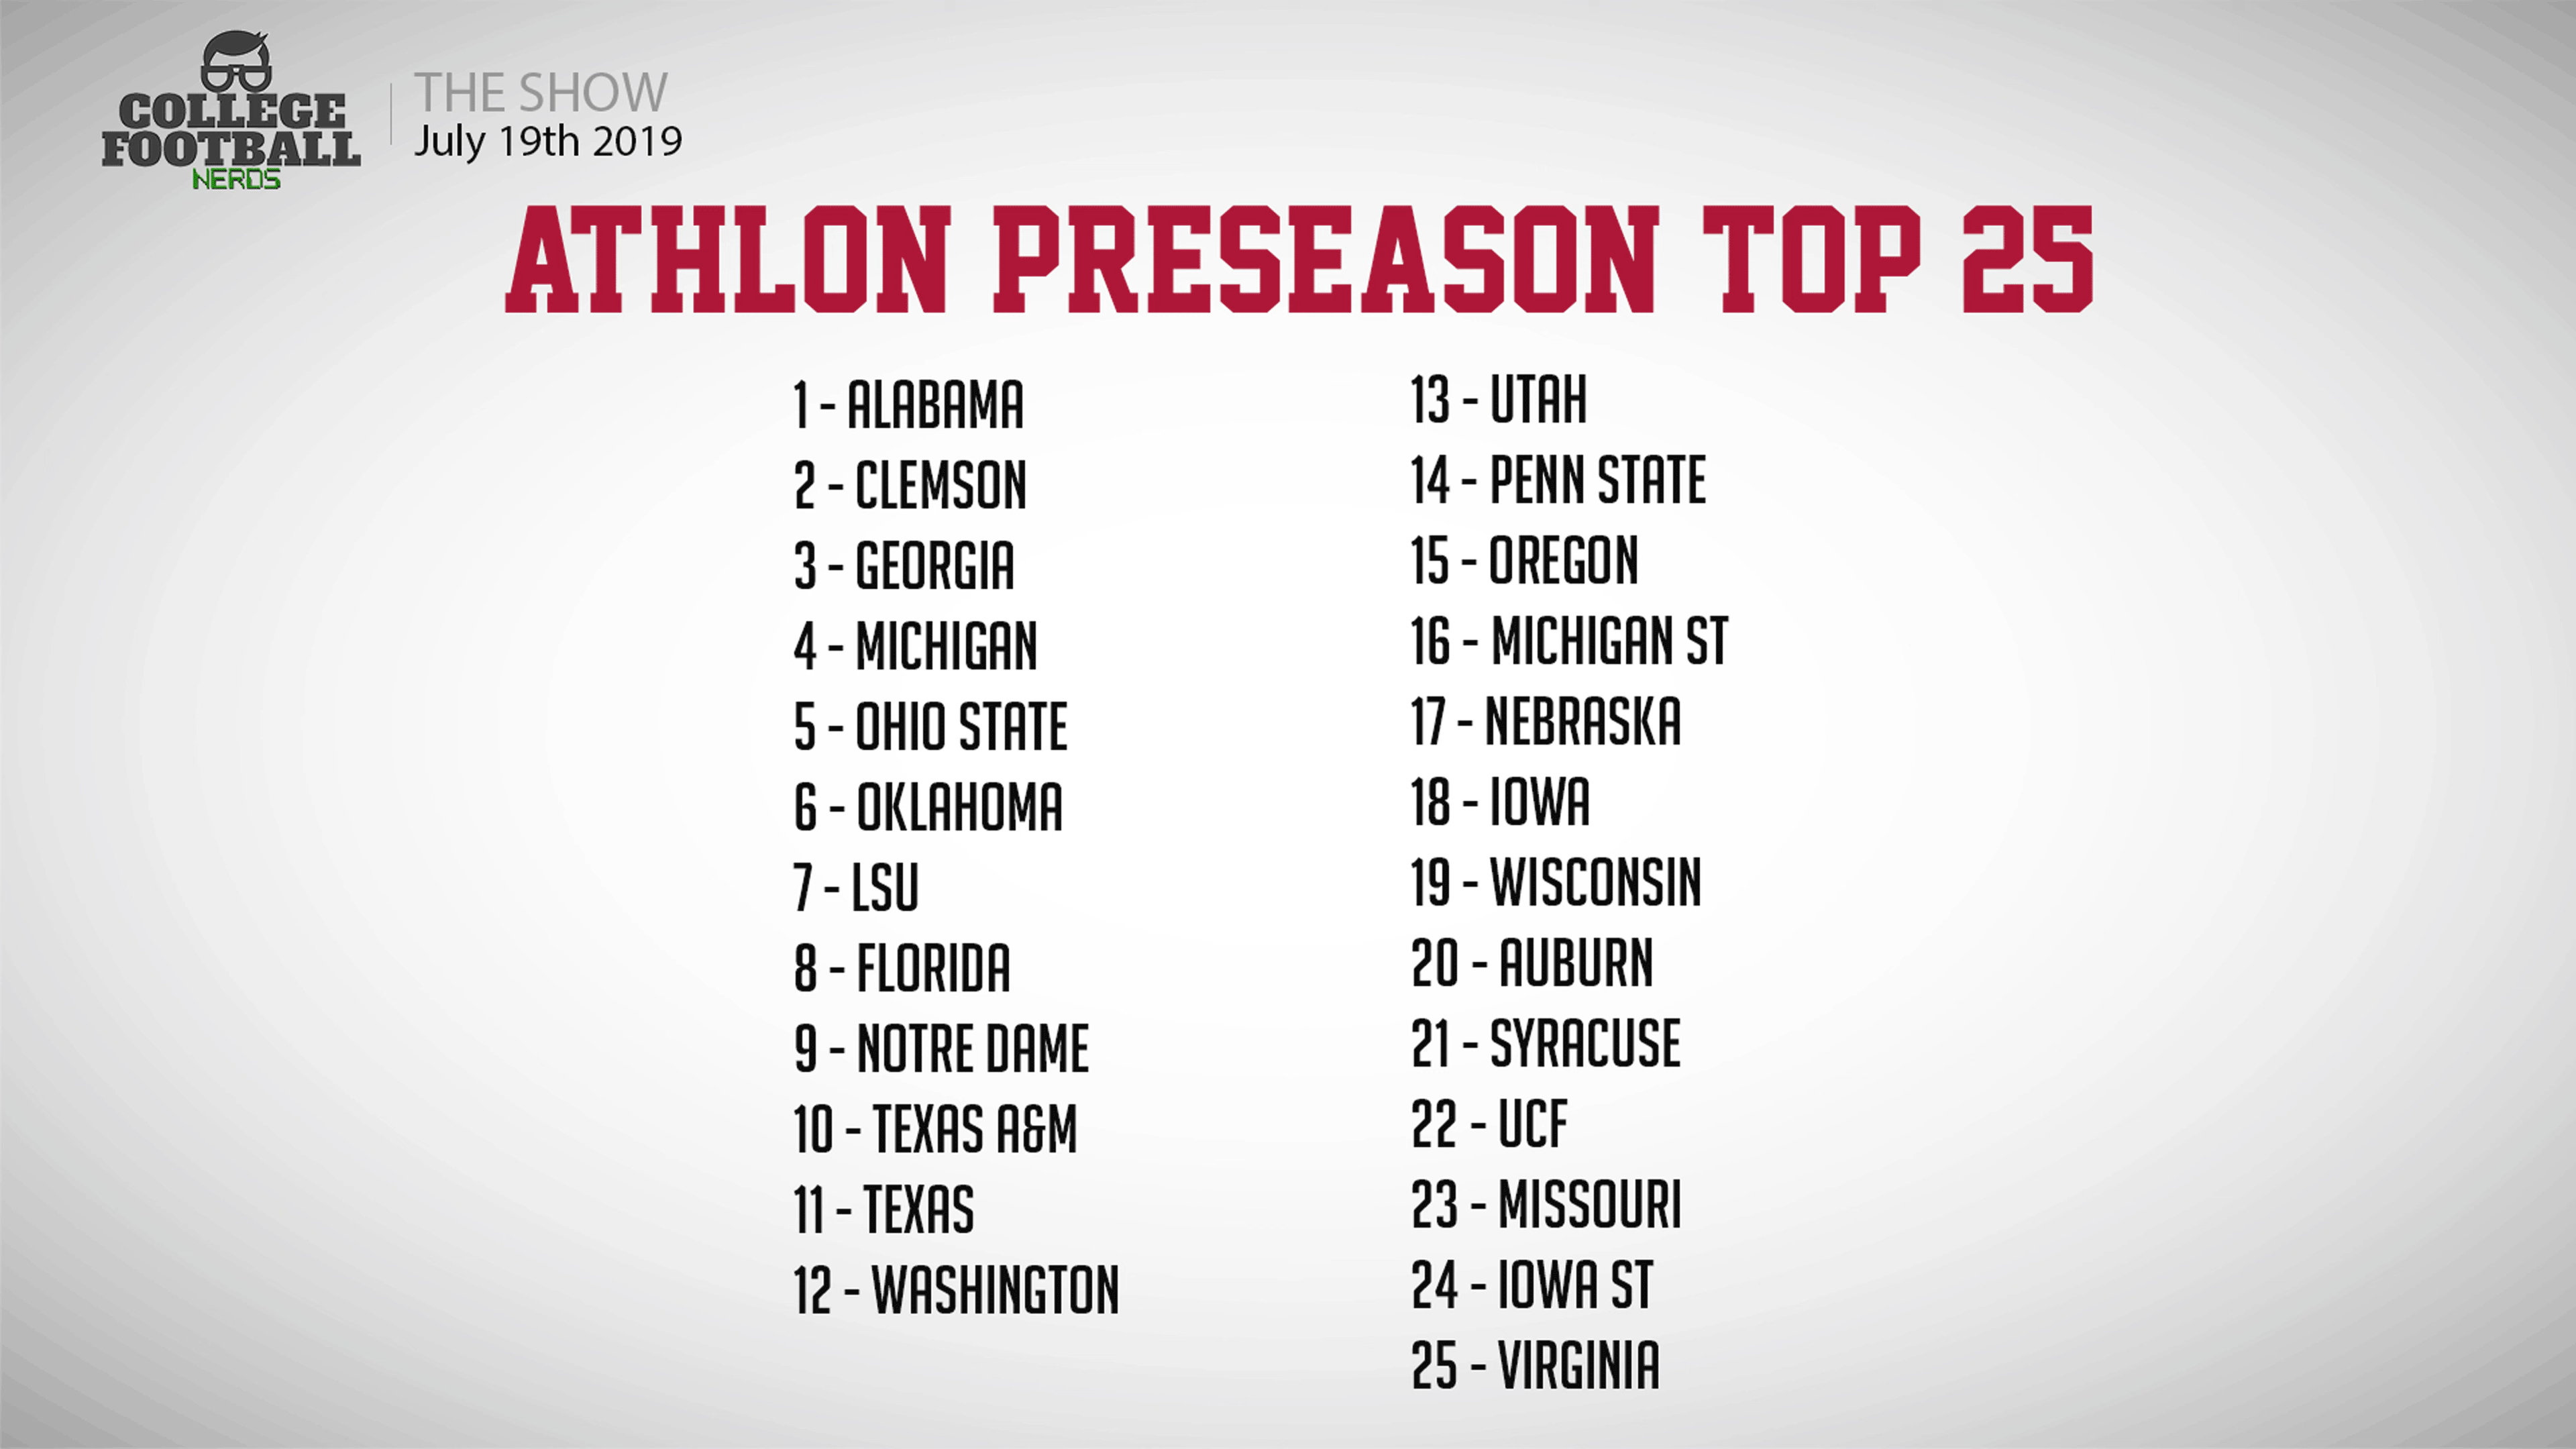 COLLEGE
FOOTBALL
NERDS
THE SHOW
July 19th 2019
ATHLON PRESEASON TOP 25
1 - ALABAMA
2 - CLEMSON
3 - GEORGIA
4 - MICHIGAN
5 - OHIO STATE
6 - OKLAHOMA
7 - LSU
8 - FLORIDA
9 - NOTRE DAME
10 - TEXAS A&M
11 - TEXAS
12 - WASHINGTON
13 - UTAH
14 - PENN STATE
15 - OREGON
16 - MICHIGAN ST
17 - NEBRASKA
18 - IOWA
19 - WISCONSIN
20 - AUBURN
21 - SYRACUSE
22 - UCF
23 - MISSOURI
24 - IOWA ST
25 - VIRGINIA